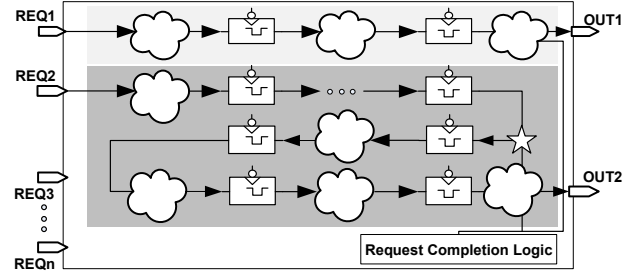 REQ1
OUT1
REQ2
REQ3
OUT2
REQn
Request Completion Logic